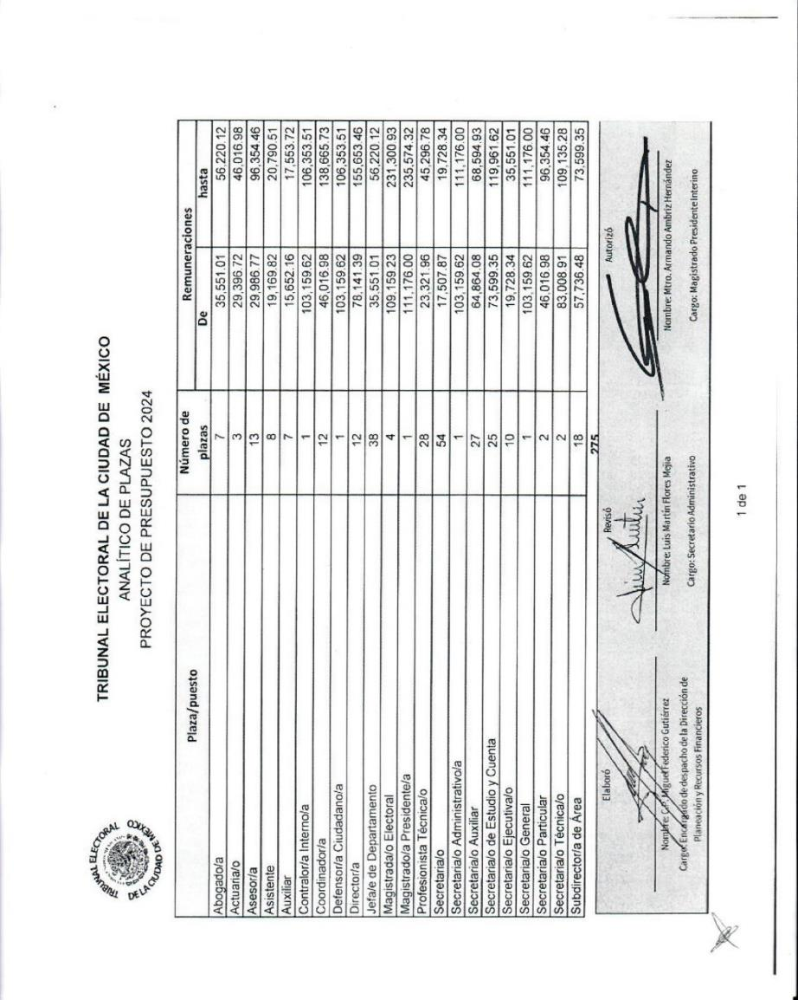 TRIBUNAL ELECTORAL
DE LA CIUDAD DE MÉXICO
TRIBUNAL ELECTORAL DE LA CIUDAD DE MÉXICO
ANALÍTICO DE PLAZAS
PROYECTO DE PRESUPUESTO 2024
Plaza/puesto Número de plazas Remuneraciones
De hasta
Abogado/a 7 35,551.01 56,220.12
Actuaria/o 3 29,396.72 46,016.98
Asesor/a 13 29,986.77 96,354.46
Asistente 8 19,169.82 20,790.51
Auxiliar 7 15,652.16 17,553.72
Contralor/a Interno/a 1 103,159.62 106,353.51
Coordinador/a 12 46,016.98 138,665.73
Defensor/a Ciudadano/a 1 103,159.62 106,353.51
Director/a 12 78,141.39 155,653.46
Jefa/e de Departamento 38 35,551.01 56,220.12
Magistrada/o Electoral 4 109,159.23 231,300.93
Magistrado/a Presidente/a 1 111,176.00 235,574.32
Profesionista Técnica/o 28 23,321.96 45,296.78
Secretaria/o 54 17,507.87 19,728.34
Secretaria/o Administrativo/a 1 103,159.62 111,176.00
Secretaria/o Auxiliar 27 64,864.08 68,594.93
Secretaria/o de Estudio y Cuenta 25 73,599.35 119,961.62
Secretaria/o Ejecutiva/o 10 19,728.34 35,551.01
Secretaria/o General 1 103,159.62 111,176.00
Secretaria/o Particular 2 46,016.98 96,354.46
Secretaria/o Técnica/o 2 83,008.91 109,135.28
Subdirector/a de Área 18 57,736.48 73,599.35
275
Elaboró Revisó Autorizó
Nombre: C.P. Miguel Federico Gutiérrez Nombre: Luis Martín Flores Mejía Nombre: Mtro. Armando Ambriz Hernández
Cargo: Encargado de despacho de la Dirección de Cargo: Secretario Administrativo Cargo: Magistrado Presidente Interino
Planeación y Recursos Financieros
1 de 1